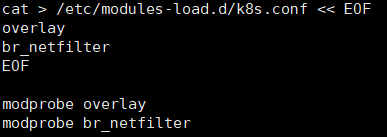 cat > /etc/modules-load.d/k8s.conf << EOF
overlay
br_netfilter
EOF

modprobe overlay
modprobe br_netfilter